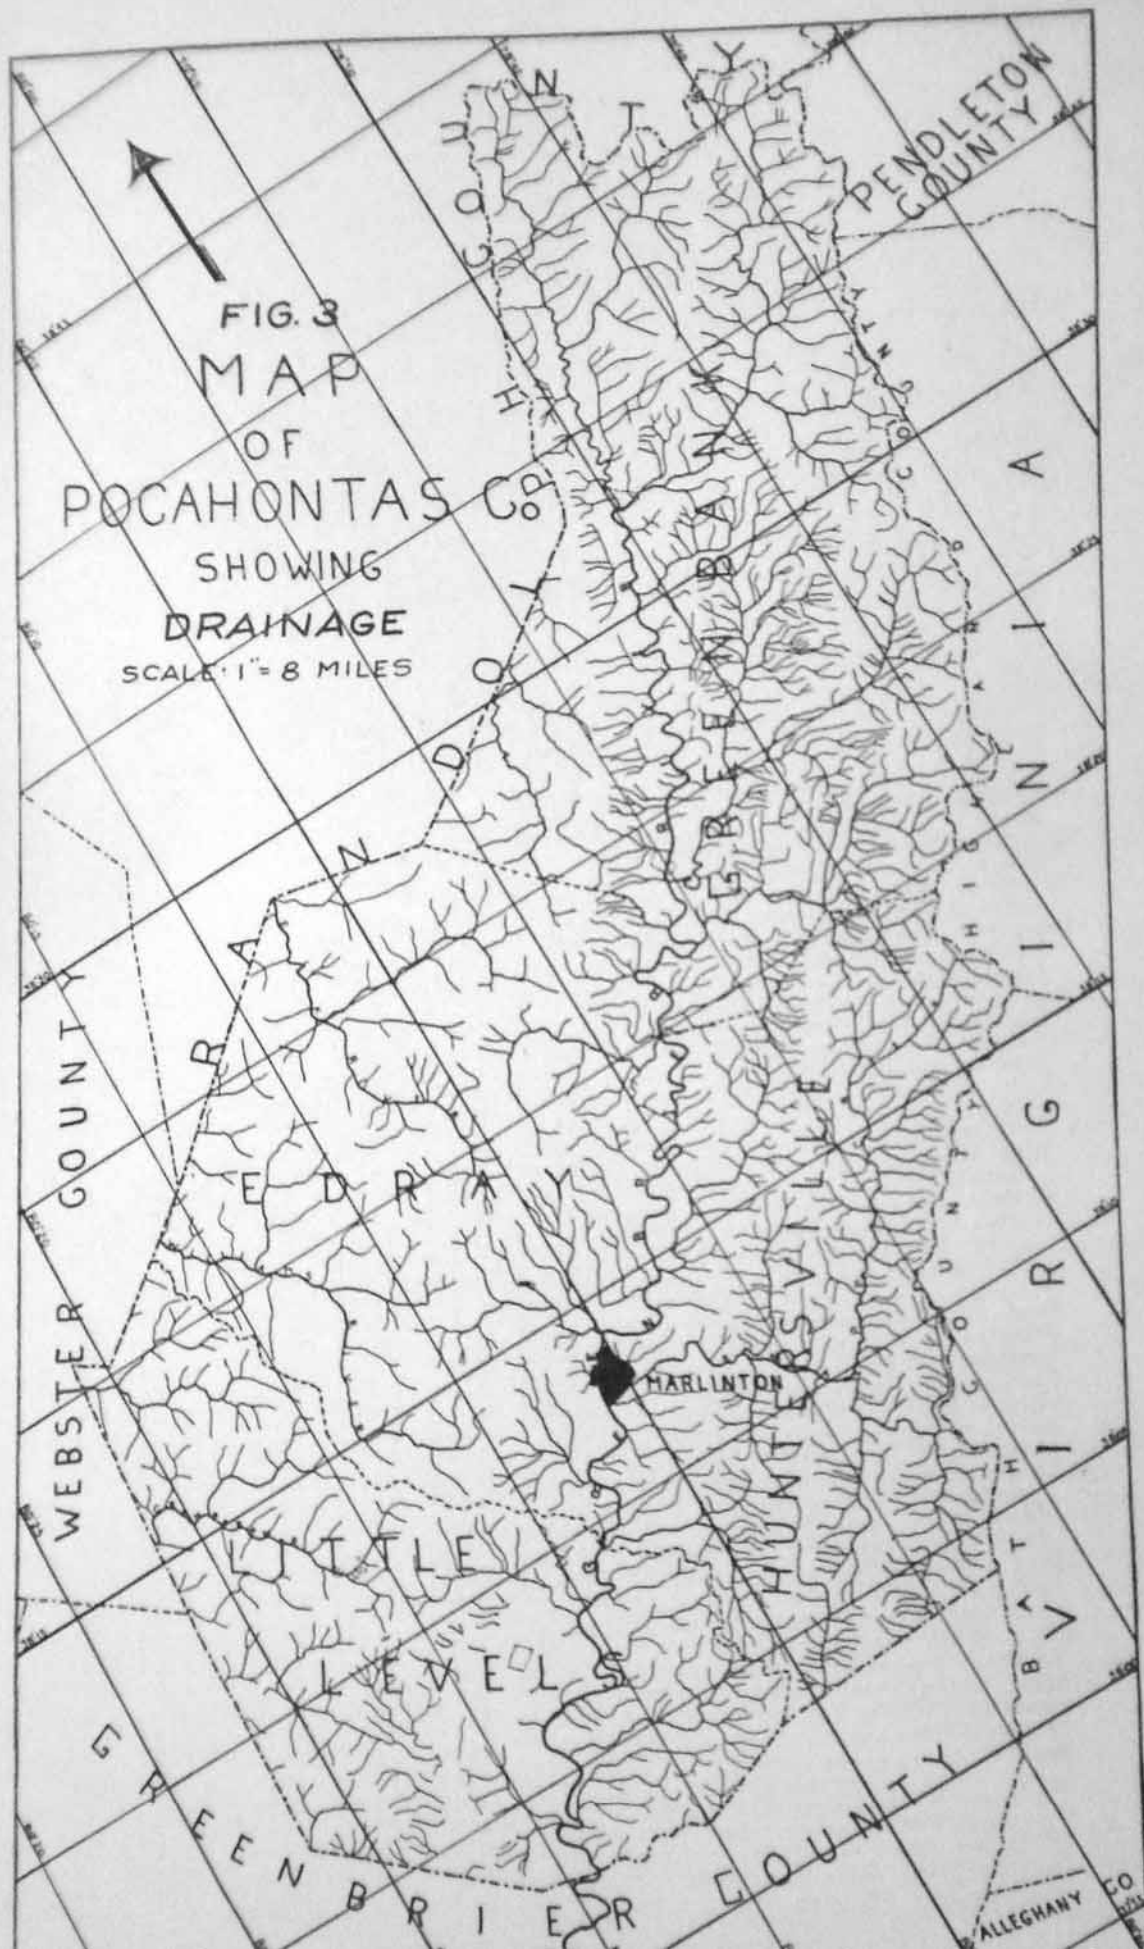 FIG. 3
MAP
OF
POCAHONTAS Co.
SHOWING
DRAINAGE
SCALE · 1" = 8 MILES
RANDOLPH COUNTY
PENDLETON
COUNTY
HIGHLAND COUNTY
VIRGINIA
BATH COUNTY
ALLEGHANY CO
GREENBRIER COUNTY
WEBSTER COUNTY
GREENBANK
EDRAY
HUNTERSVILLE
MARLINTON
LITTLE
LEVELS